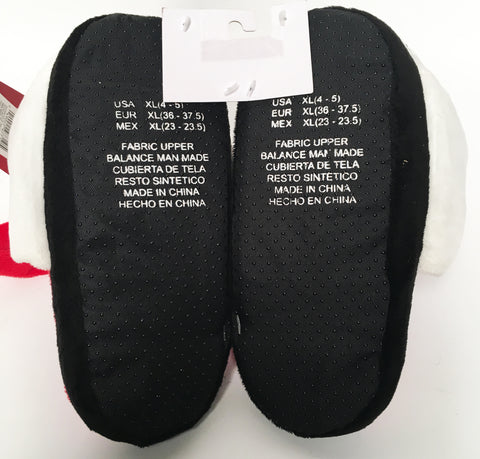 USA XL(4 - 5)
EUR XL(36 - 37.5)
MEX XL(23 - 23.5)
FABRIC UPPER
BALANCE MAN MADE
CUBIERTA DE TELA
RESTO SINTÉTICO
MADE IN CHINA
HECHO EN CHINA
USA XL(4 - 5)
EUR XL(36 - 37.5)
MEX XL(23 - 23.5)
FABRIC UPPER
BALANCE MAN MADE
CUBIERTA DE TELA
RESTO SINTÉTICO
MADE IN CHINA
HECHO EN CHINA